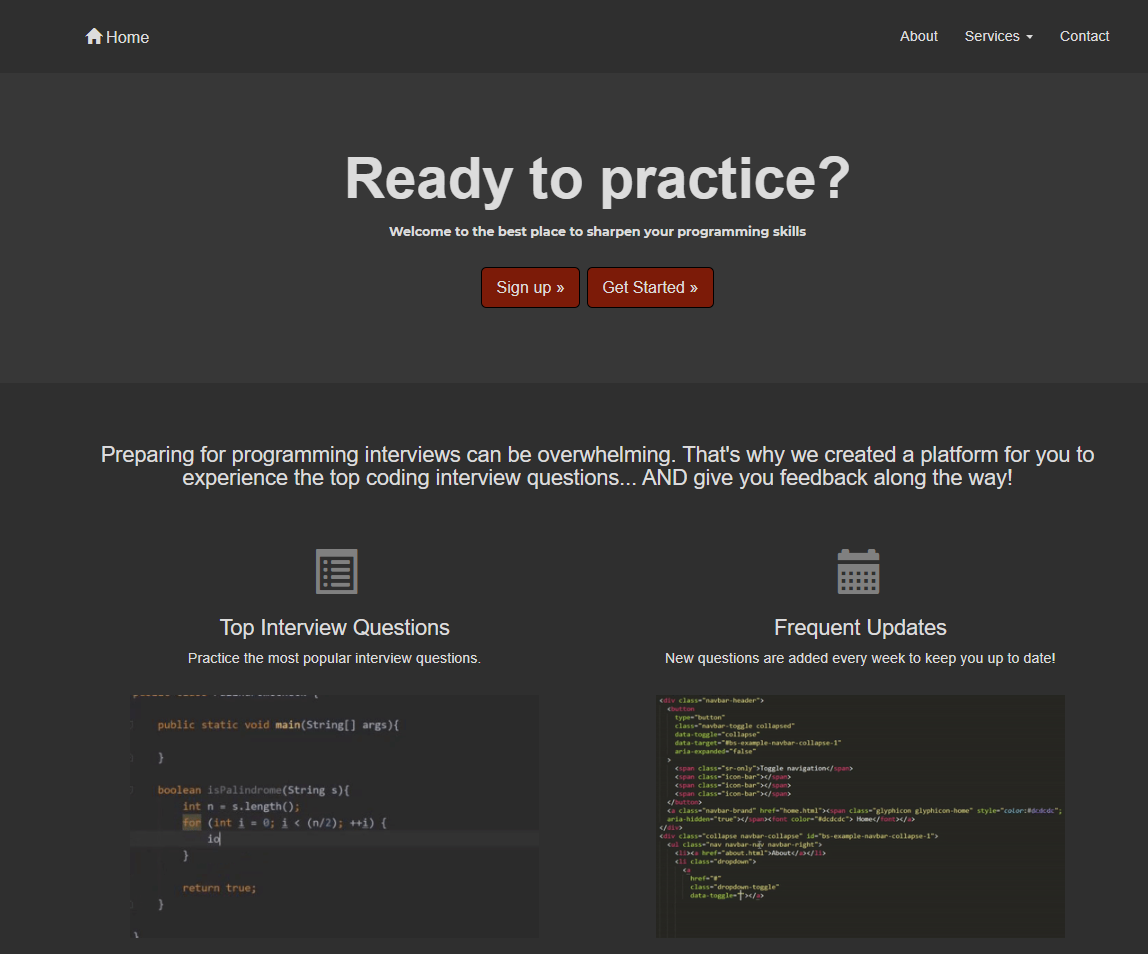 Home
About
Services
Contact
Ready to practice?
Welcome to the best place to sharpen your programming skills
Sign up »
Get Started »
Preparing for programming interviews can be overwhelming. That's why we created a platform for you to
experience the top coding interview questions... AND give you feedback along the way!
Top Interview Questions
Practice the most popular interview questions.
public static void main(String[] args){
}
boolean isPalindrome(String s){
int n = s.length();
for (int i = 0; i < (n/2); ++i) {
io
}
return true;
}
}
Frequent Updates
New questions are added every week to keep you up to date!
<div class="navbar-header">
<button
type="button"
class="navbar-toggle collapsed"
data-toggle="collapse"
data-target="#bs-example-navbar-collapse-1"
aria-expanded="false"
>
<span class="sr-only">Toggle navigation</span>
<span class="icon-bar"></span>
<span class="icon-bar"></span>
<span class="icon-bar"></span>
</button>
<a class="navbar-brand" href="home.html"><span class="glyphicon glyphicon-home" style="color:#dcdcdc";
aria-hidden="true"></span><font color="#dcdcdc"> Home</font></a>
</div>
<div class="collapse navbar-collapse" id="bs-example-navbar-collapse-1">
<ul class="nav navbar-nav navbar-right">
<li><a href="about.html">About</a></li>
<li class="dropdown">
<a
href="#"
class="dropdown-toggle"
data-toggle=""></a>